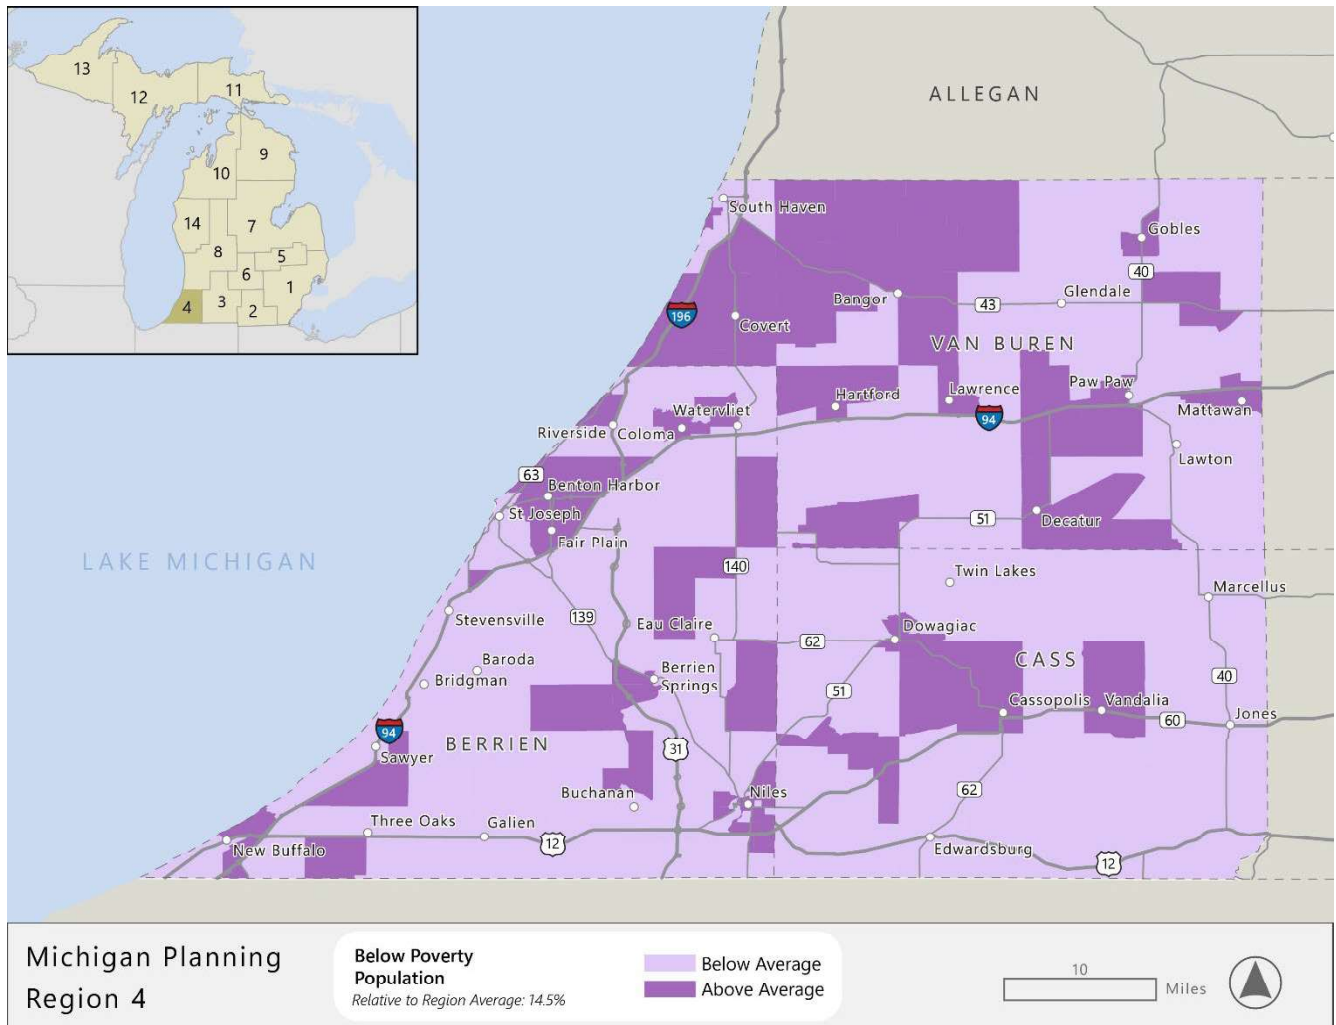 13
12
11
9
10
14
7
8
5
6
1
4
3
2
ALLEGAN
South Haven
Gobles
40
Bangor
43
Glendale
196
Covert
VAN BUREN
Paw Paw
Hartford
Lawrence
Mattawan
Watervliet
94
Riverside
Coloma
Lawton
63
Benton Harbor
St Joseph
51
Decatur
Fair Plain
LAKE MICHIGAN
140
Twin Lakes
Marcellus
Stevensville
139
Eau Claire
62
Dowagiac
Baroda
Berrien
Springs
CASS
Bridgman
51
40
Cassopolis
Vandalia
60
Jones
94
BERRIEN
31
Sawyer
Buchanan
Niles
62
Three Oaks
Galien
12
New Buffalo
Edwardsburg
12
Michigan Planning
Region 4
Below Poverty
Population
Relative to Region Average: 14.5%
Below Average
Above Average
10
Miles